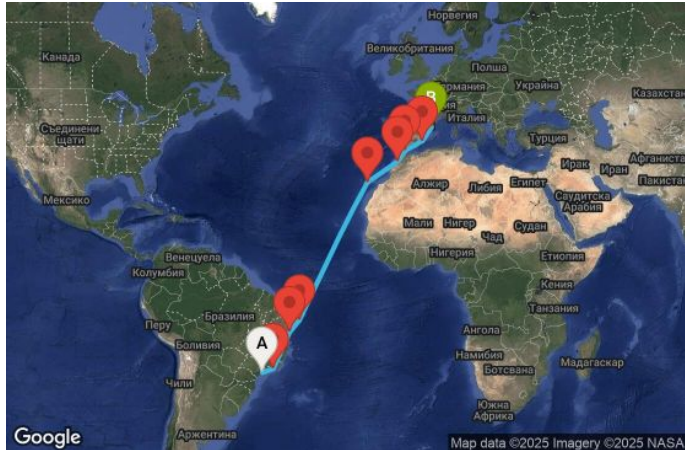 Норвегия
Канада
Великобритания
Полша
Германия
Украйна
Казахстан
B
Италия
Съединени
щати
Турция
Ирак
Иран
Афганистан
Пакистан
Алжир
Либия
Египет
Саудитска
Арабия
Мексико
Мали
Нигер
Чад
Судан
Венецуела
Колумбия
Нигерия
Етиопия
Кения
Перу
Бразилия
Танзания
Боливия
A
Ангола
Намибия
Ботсвана
Мадагаскар
Чили
Южна
Африка
Аржентина
Google
Map data ©2025 Imagery ©2025 NASA